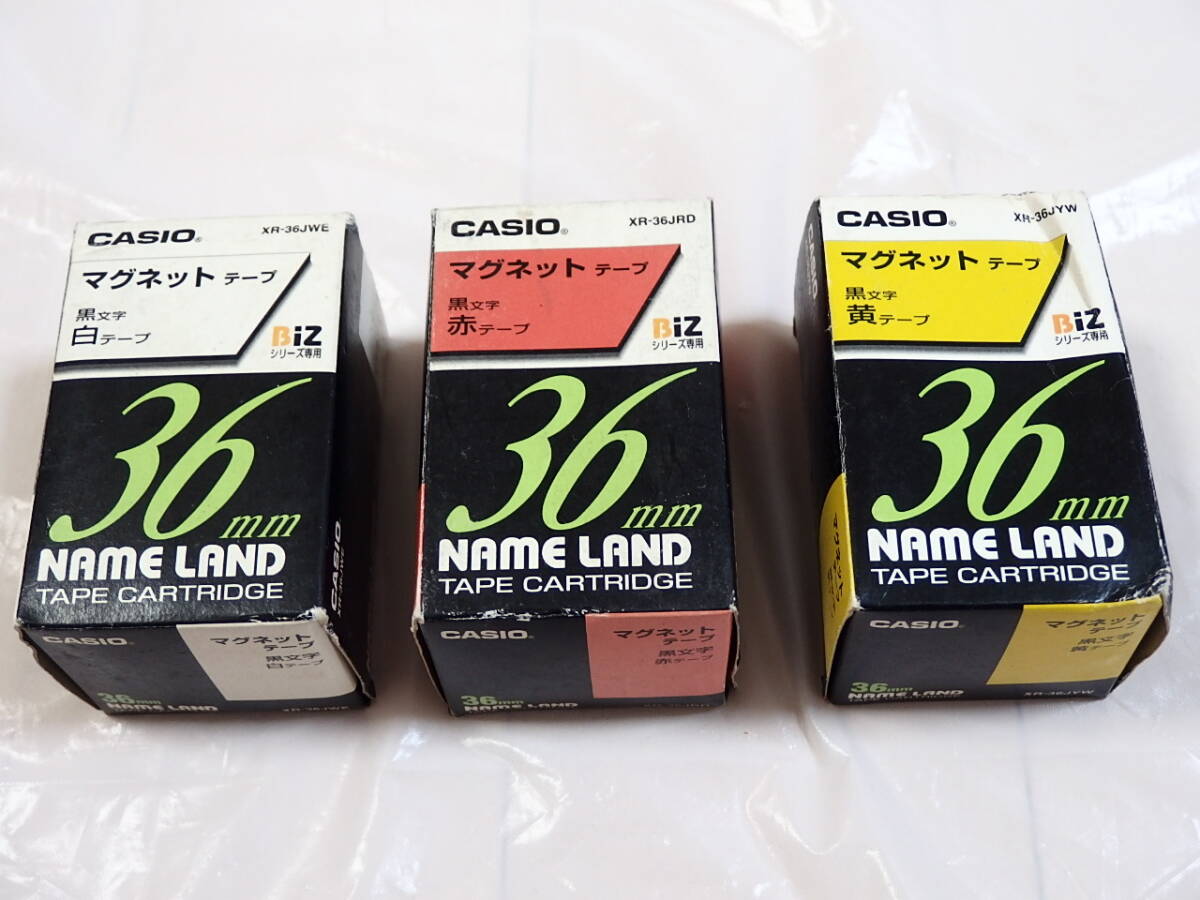 CASIO® XR-36JWE
マグネット テープ
黒文字
白テープ
BiZ
シリーズ専用
36mm
NAME LAND
TAPE CARTRIDGE
CASIO
CASIO®
マグネット
テープ
黒文字
白テープ
36mm
NAME LAND
XR-36JWE
CASIO® XR-36JRD
マグネット テープ
黒文字
赤テープ
BiZ
シリーズ専用
36mm
NAME LAND
TAPE CARTRIDGE
CASIO®
マグネット
テープ
黒文字
赤テープ
36mm
NAME LAND
XR-36JRD
CASIO® XR-36JYW
マグネット テープ
黒文字
黄テープ
BiZ
シリーズ専用
36mm
NAME LAND
TAPE CARTRIDGE
CASIO
CASIO®
マグネット
テープ
黒文字
黄テープ
36mm
NAME LAND
XR-36JYW